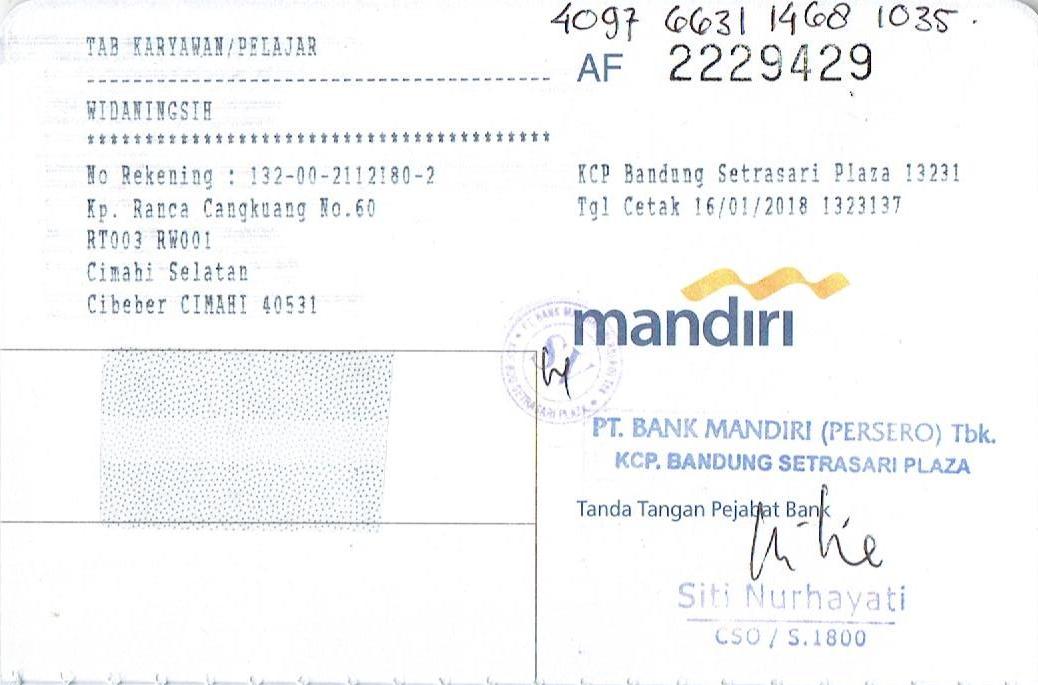 4097 6631 1468 1035.
TAB KARYAWAN/PELAJAR
AF 2229429
WIDANINGSIH
****************************************
No Rekening : 132-00-2112180-2
Kp. Ranca Cangkuang No.60
RT003 RW001
Cimahi Selatan
Cibeber CIMAHI 40531
KCP Bandung Setrasari Plaza 13231
Tgl Cetak 16/01/2018 1323137
mandiri
PT. BANK MANDIRI (PERSERO) Tbk.
KCP. BANDUNG SETRASARI PLAZA
Tanda Tangan Pejabat Bank
Siti Nurhayati
CSO / S.1800